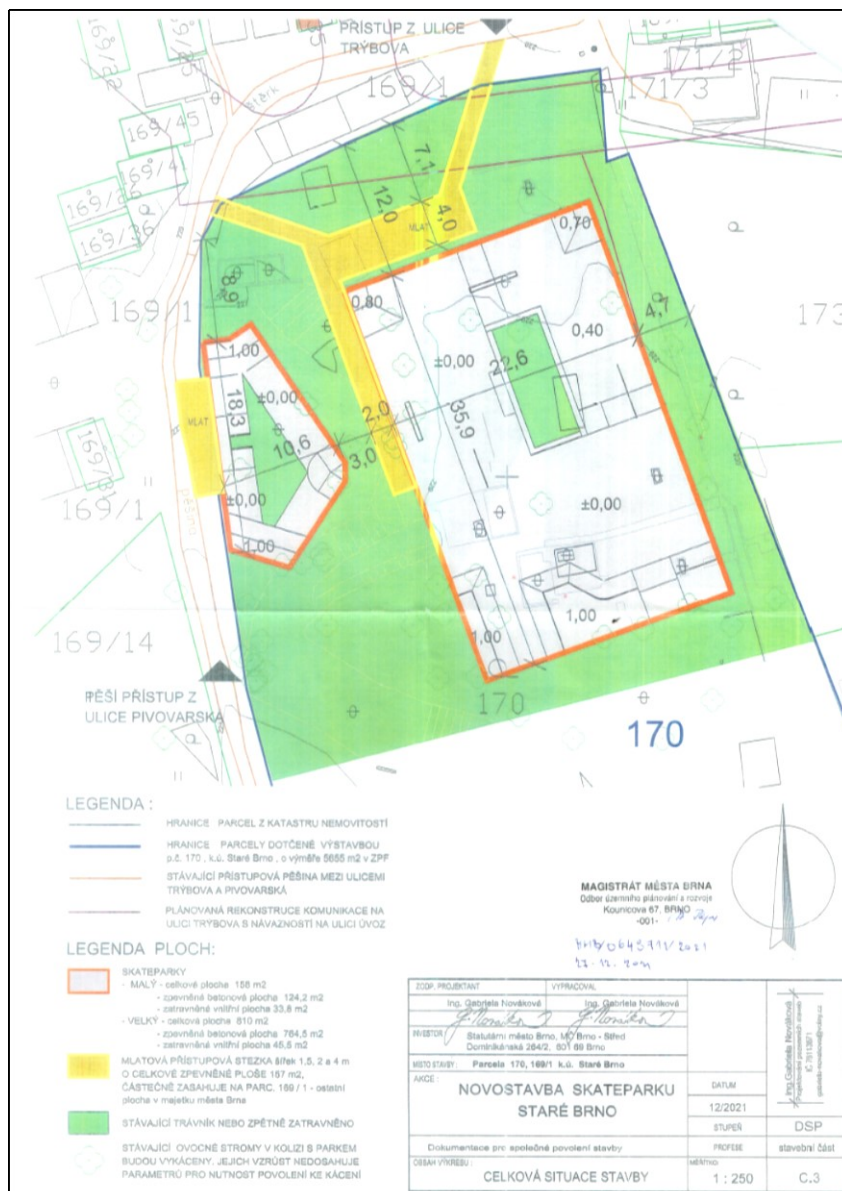 PŘÍSTUP Z ULICE
TRÝBOVA
169/1
171/2
171/3
169/45
169/4
169/36
169/1
173
7,1
12,0
4,0
MLAT
0,70
8,9
0,80
4,7
0,40
1,00
±0,00
22,6
±0,00
18,3
MLAT
2,0
35,9
10,6
3,0
±0,00
±0,00
169/1
pěšina
1,00
1,00
1,00
169/14
PĚŠÍ PŘÍSTUP Z
ULICE PIVOVARSKÁ
170
170
LEGENDA :
HRANICE PARCEL Z KATASTRU NEMOVITOSTÍ
HRANICE PARCELY DOTČENÉ VÝSTAVBOU
p.č. 170 , k.ú. Staré Brno , o výměře 5655 m2 v ZPF
STÁVAJÍCÍ PŘÍSTUPOVÁ PĚŠINA MEZI ULICEMI
TRÝBOVA A PIVOVARSKÁ
PLÁNOVANÁ REKONSTRUKCE KOMUNIKACE NA
ULICI TRÝBOVA S NÁVAZNOSTÍ NA ULICI ÚVOZ
MAGISTRÁT MĚSTA BRNA
Odbor územního plánování a rozvoje
Kounicova 67, BRNO
-001-
LEGENDA PLOCH:
SKATEPARKY
- MALÝ - celková plocha 158 m2
- zpevněná betonová plocha 124,2 m2
- zatravněné vnitřní plocha 33,8 m2
- VELKÝ - celková plocha 810 m2
- zpevněná betonová plocha 764,5 m2
- zatravněné vnitřní plocha 45,5 m2
MLATOVÁ PŘÍSTUPOVÁ STEZKA šířek 1,5, 2 a 4 m
O CELKOVÉ ZPEVNĚNÉ PLOŠE 167 m2,
ČÁSTEČNĚ ZASAHUJE NA PARC. 169 / 1 - ostatní
plocha v majetku města Brna
STÁVAJÍCÍ TRÁVNÍK NEBO ZPĚTNĚ ZATRAVNĚNO
STÁVAJÍCÍ OVOCNÉ STROMY V KOLIZI S PARKEM
BUDOU VYKÁCENY, JEJICH VZRŮST NEDOSAHUJE
PARAMETRŮ PRO NUTNOST POVOLENÍ KE KÁCENÍ
ZODP. PROJEKTANT
VYPRACOVAL
Ing. Gabriela Nováková
Ing. Gabriela Nováková
INVESTOR
Statutární město Brno, MČ Brno - Střed
Dominikánská 264/2, 601 69 Brno
MÍSTO STAVBY : Parcela 170, 169/1 k.ú. Staré Brno
AKCE :
NOVOSTAVBA SKATEPARKU
STARÉ BRNO
DATUM
12/2021
STUPEŇ
DSP
Dokumentace pro společné povolení stavby
PROFESE
stavební část
OBSAH VÝKRESU :
CELKOVÁ SITUACE STAVBY
MĚŘÍTKO
1 : 250
C.3
Ing. Gabriela Nováková